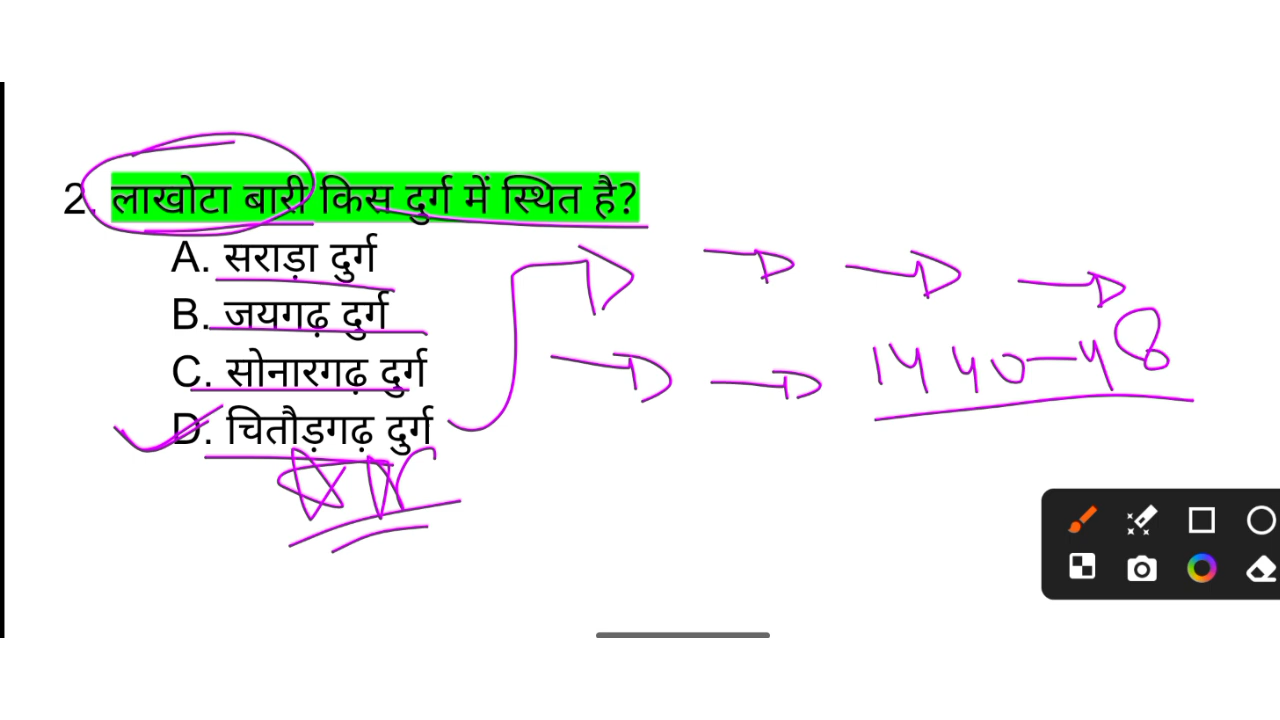 2. लाखोटा बारी किस दुर्ग में स्थित है?
A. सराड़ा दुर्ग
B. जयगढ़ दुर्ग
C. सोनारगढ़ दुर्ग
D. चितौड़गढ़ दुर्ग
1440-48